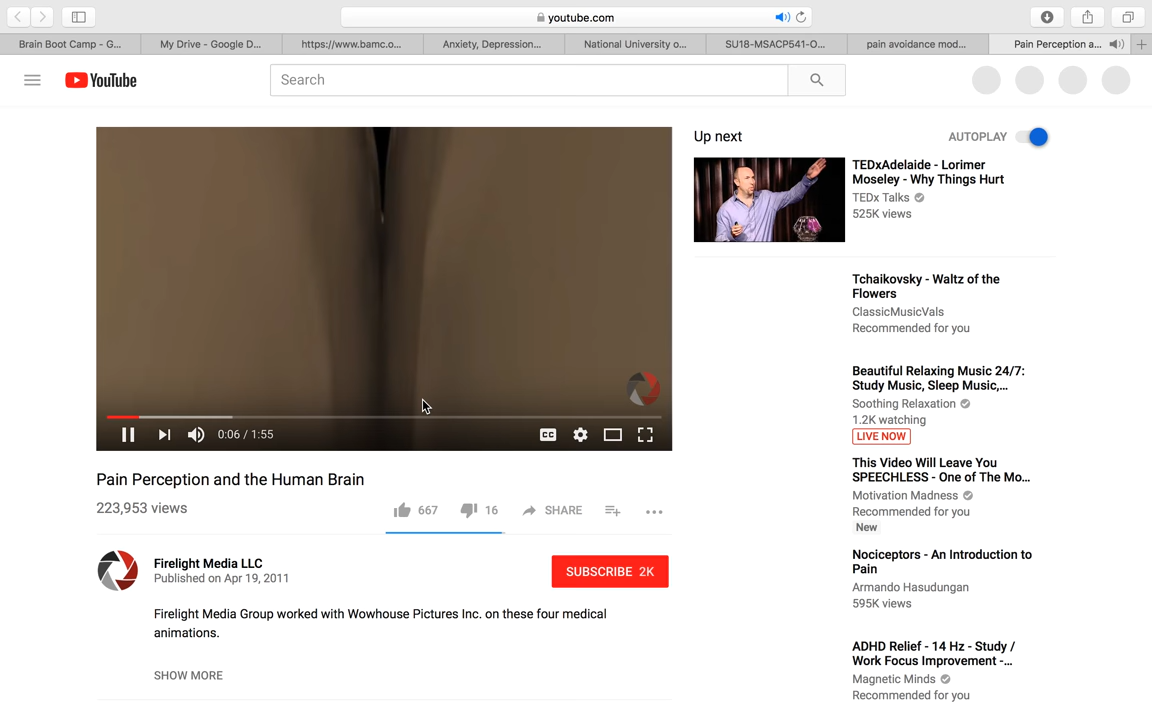 youtube.com
Brain Boot Camp - G...
My Drive - Google D...
https://www.bamc.o...
Anxiety, Depression...
National University o...
SU18-MSACP541-O...
pain avoidance mod...
Pain Perception a...
YouTube
Search
Up next
AUTOPLAY
TEDxAdelaide - Lorimer
Moseley - Why Things Hurt
TED​x Talks
525K views
Tchaikovsky - Waltz of the
Flowers
ClassicMusicVals
Recommended for you
Beautiful Relaxing Music 24/7:
Study Music, Sleep Music,...
Soothing Relaxation
1.2K watching
LIVE NOW
This Video Will Leave You
SPEECHLESS - One of The Mo...
Motivation Madness
Recommended for you
New
Nociceptors - An Introduction to
Pain
Armando Hasudungan
595K views
ADHD Relief - 14 Hz - Study /
Work Focus Improvement -...
Magnetic Minds
Recommended for you
0:06 / 1:55
CC
Pain Perception and the Human Brain
223,953 views
667
16
SHARE
Firelight Media LLC
Published on Apr 19, 2011
SUBSCRIBE 2K
Firelight Media Group worked with Wowhouse Pictures Inc. on these four medical
animations.
SHOW MORE